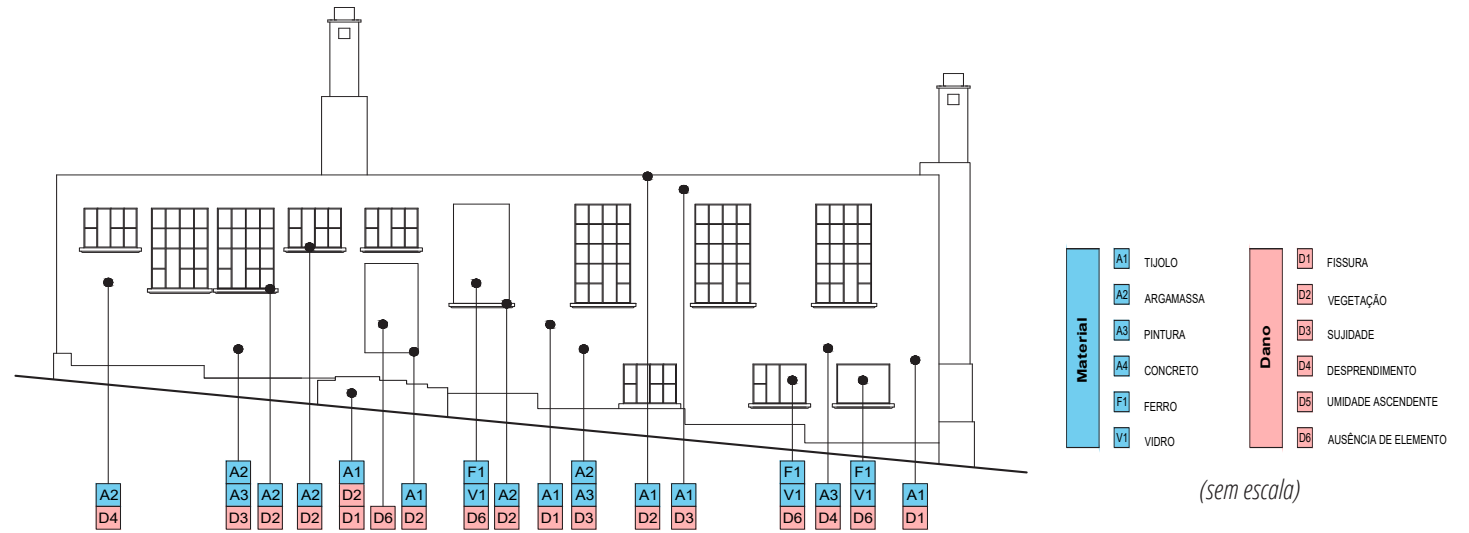 A2
D4
A2
A3
D3
A2
D2
A2
D2
A1
D2
D1
D6
A1
D2
F1
V1
D6
A2
D2
A1
D1
A2
A3
D3
A1
D2
A1
D3
F1
V1
D6
A3
D4
F1
V1
D6
A1
D1
Material
A1 TIJOLO
A2 ARGAMASSA
A3 PINTURA
A4 CONCRETO
F1 FERRO
V1 VIDRO
Dano
D1 FISSURA
D2 VEGETAÇÃO
D3 SUJIDADE
D4 DESPRENDIMENTO
D5 UMIDADE ASCENDENTE
D6 AUSÊNCIA DE ELEMENTO
(sem escala)